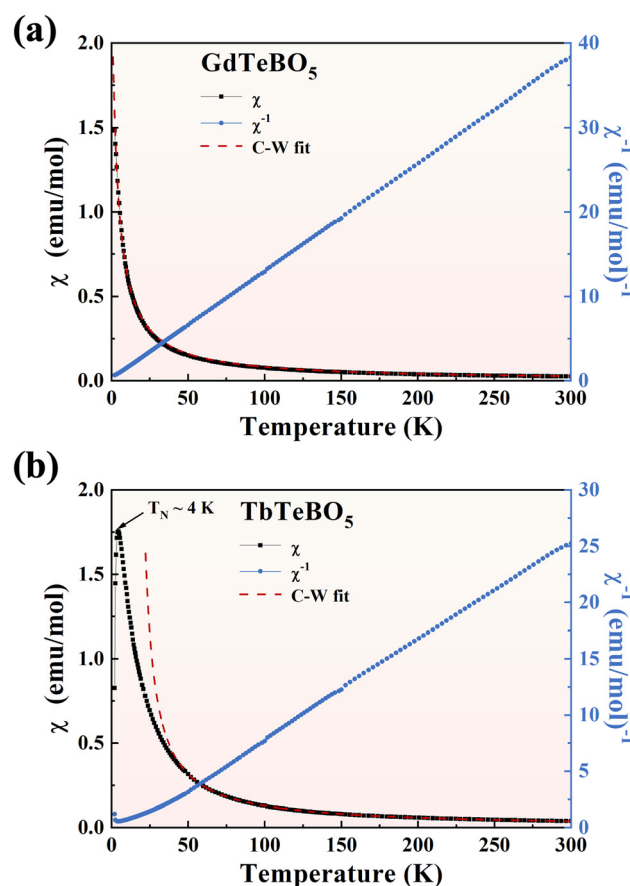 (a)
GdTeBO₅
χ
χ⁻¹
C-W fit
2.0
1.5
1.0
0.5
0.0
40
30
20
10
0
0
50
100
150
200
250
300
χ (emu/mol)
χ⁻¹ (emu/mol)⁻¹
Temperature (K)
(b)
T_N ~ 4 K
TbTeBO₅
χ
χ⁻¹
C-W fit
2.0
1.5
1.0
0.5
0.0
30
25
20
15
10
5
0
0
50
100
150
200
250
300
χ (emu/mol)
χ⁻¹ (emu/mol)⁻¹
Temperature (K)